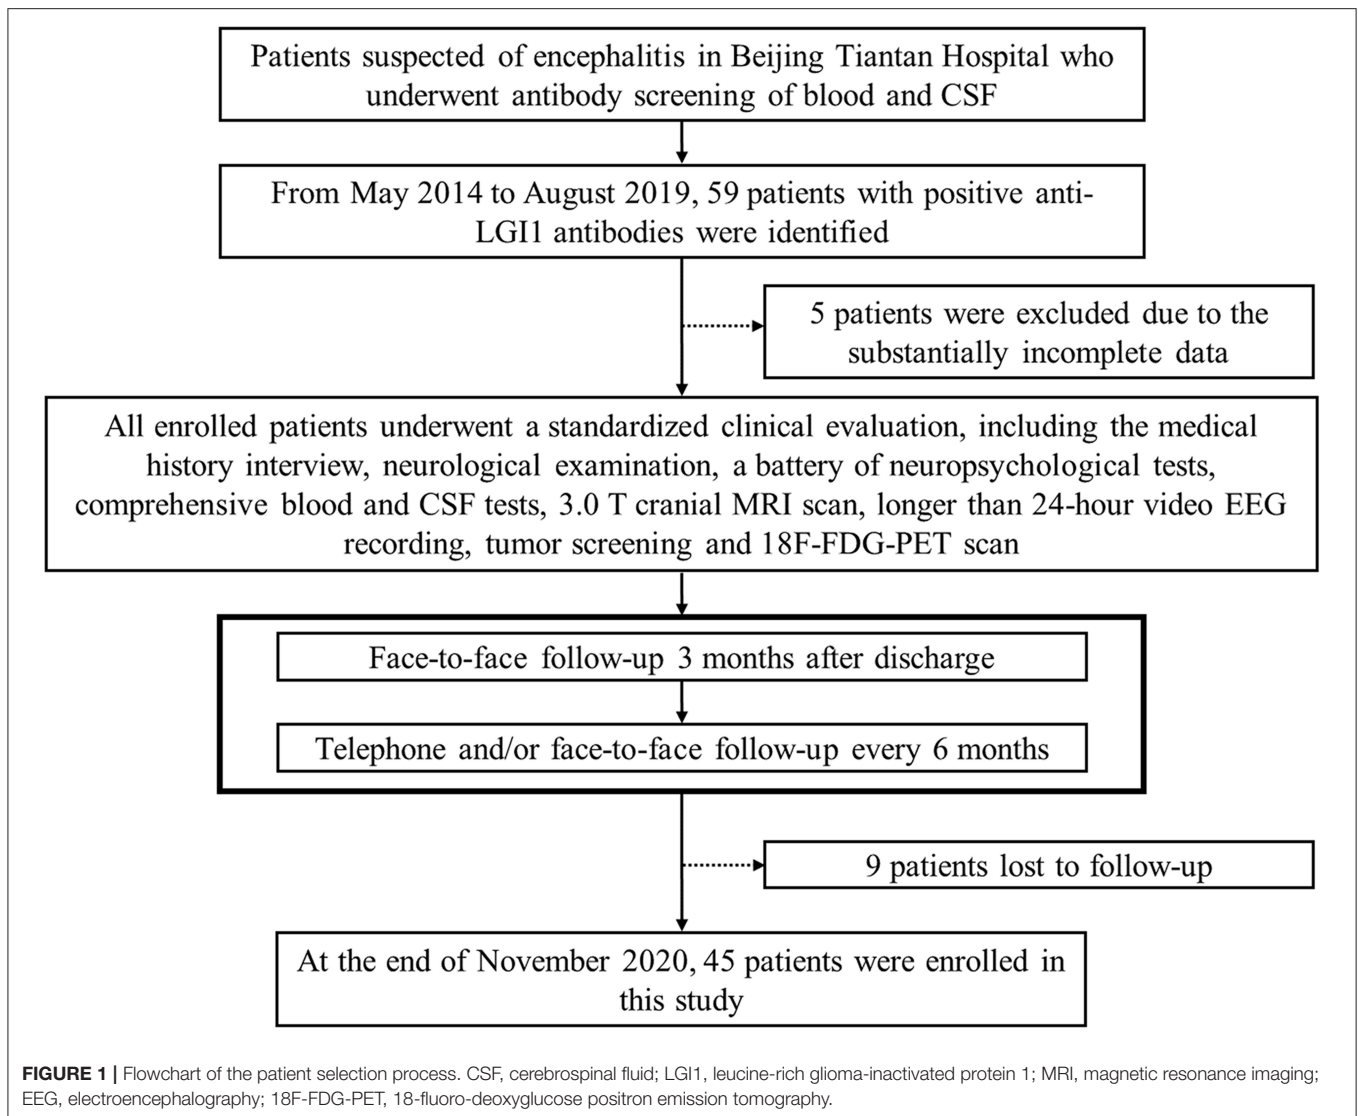 Patients suspected of encephalitis in Beijing Tiantan Hospital who
underwent antibody screening of blood and CSF
From May 2014 to August 2019, 59 patients with positive anti-
LGI1 antibodies were identified
5 patients were excluded due to the
substantially incomplete data
All enrolled patients underwent a standardized clinical evaluation, including the medical
history interview, neurological examination, a battery of neuropsychological tests,
comprehensive blood and CSF tests, 3.0 T cranial MRI scan, longer than 24-hour video EEG
recording, tumor screening and 18F-FDG-PET scan
Face-to-face follow-up 3 months after discharge
Telephone and/or face-to-face follow-up every 6 months
9 patients lost to follow-up
At the end of November 2020, 45 patients were enrolled in
this study
FIGURE 1 | Flowchart of the patient selection process. CSF, cerebrospinal fluid; LGI1, leucine-rich glioma-inactivated protein 1; MRI, magnetic resonance imaging;
EEG, electroencephalography; 18F-FDG-PET, 18-fluoro-deoxyglucose positron emission tomography.